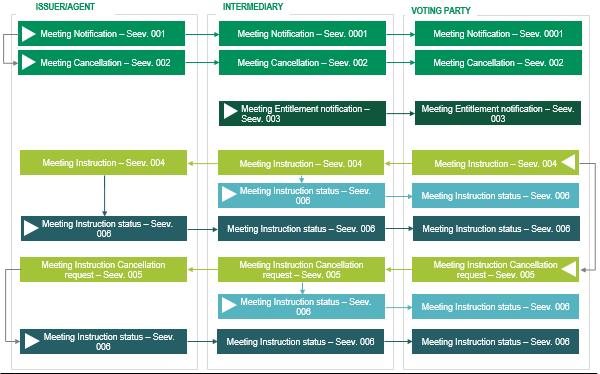 ISSUER/AGENT
INTERMEDIARY
VOTING PARTY
Meeting Notification – Seev. 001
Meeting Notification – Seev. 0001
Meeting Notification – Seev. 0001
Meeting Cancellation – Seev. 002
Meeting Cancellation – Seev. 002
Meeting Cancellation – Seev. 002
Meeting Entitlement notification –
Seev. 003
Meeting Entitlement notification – Seev.
003
Meeting Instruction – Seev. 004
Meeting Instruction – Seev. 004
Meeting Instruction – Seev. 004
Meeting Instruction status – Seev.
006
Meeting Instruction status – Seev. 006
Meeting Instruction status – Seev.
006
Meeting Instruction status – Seev. 006
Meeting Instruction status – Seev. 006
Meeting Instruction Cancellation
request – Seev. 005
Meeting Instruction Cancellation
request – Seev. 005
Meeting Instruction Cancellation
request – Seev. 005
Meeting Instruction status – Seev.
006
Meeting Instruction status – Seev. 006
Meeting Instruction status – Seev.
006
Meeting Instruction status – Seev. 006
Meeting Instruction status – Seev. 006